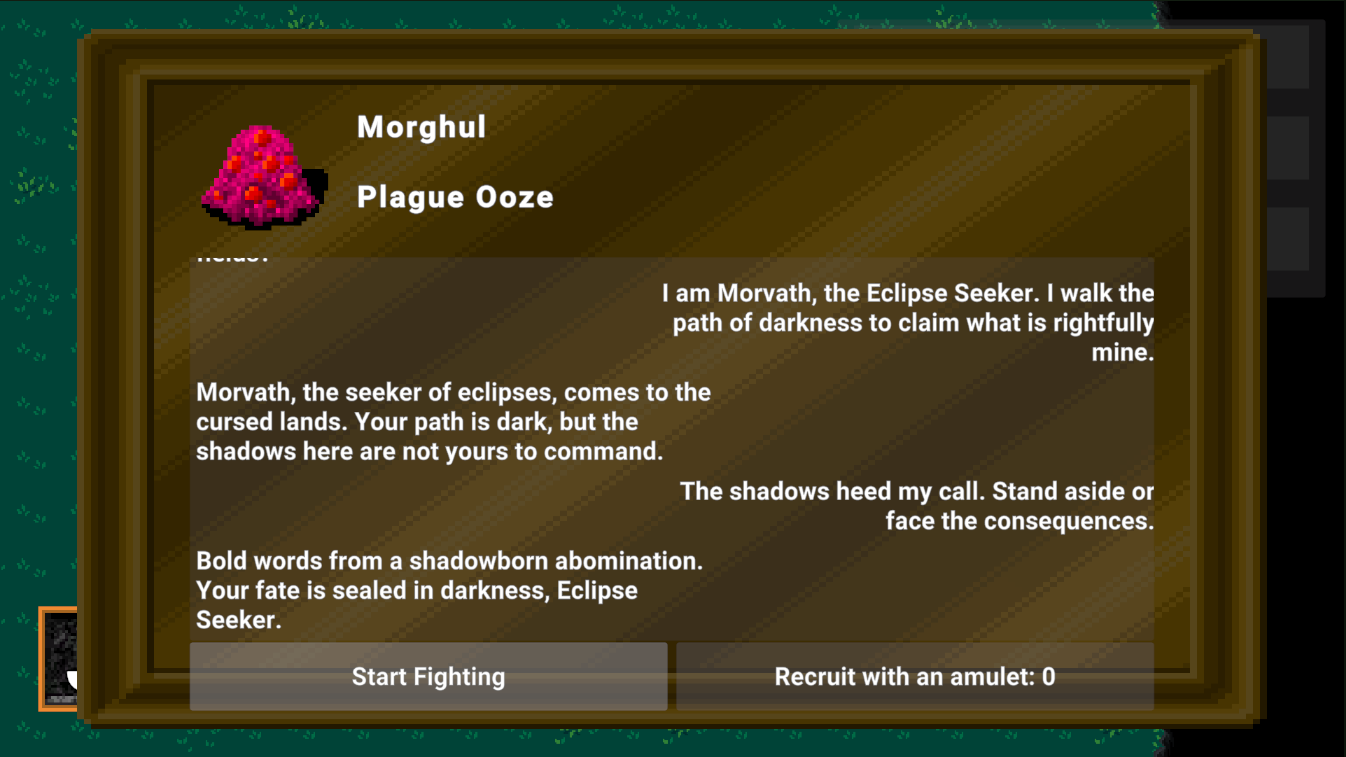 Morghul
Plague Ooze
I am Morvath, the Eclipse Seeker. I walk the
path of darkness to claim what is rightfully
mine.
Morvath, the seeker of eclipses, comes to the
cursed lands. Your path is dark, but the
shadows here are not yours to command.
The shadows heed my call. Stand aside or
face the consequences.
Bold words from a shadowborn abomination.
Your fate is sealed in darkness, Eclipse
Seeker.
Start Fighting
Recruit with an amulet: 0